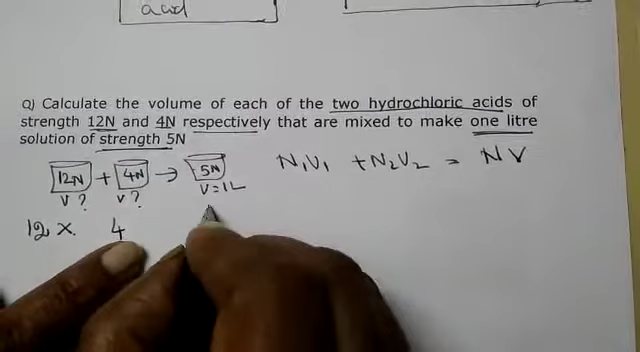 acid
Q) Calculate the volume of each of the two hydrochloric acids of
strength 12N and 4N respectively that are mixed to make one litre
solution of strength 5N
12N + 4N → 5N N₁V₁ + N₂V₂ = NV
V? V? V=1L
12 x 4